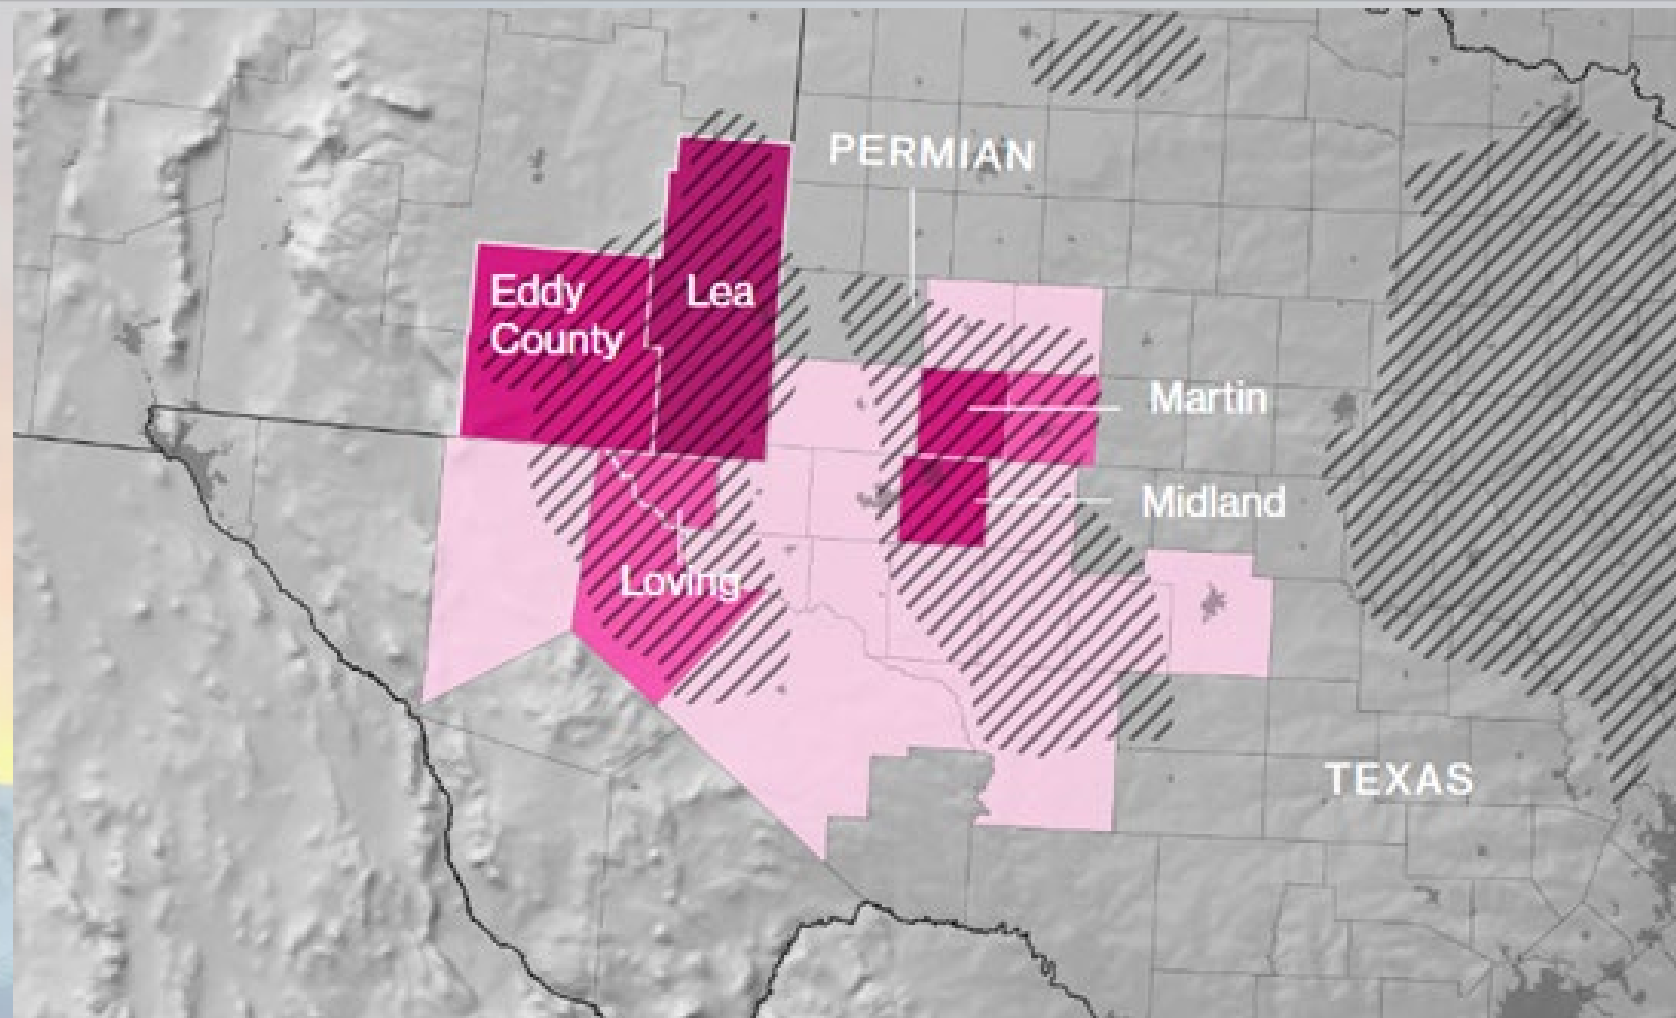 PERMIAN
Eddy
County
Lea
Martin
Midland
Loving
TEXAS